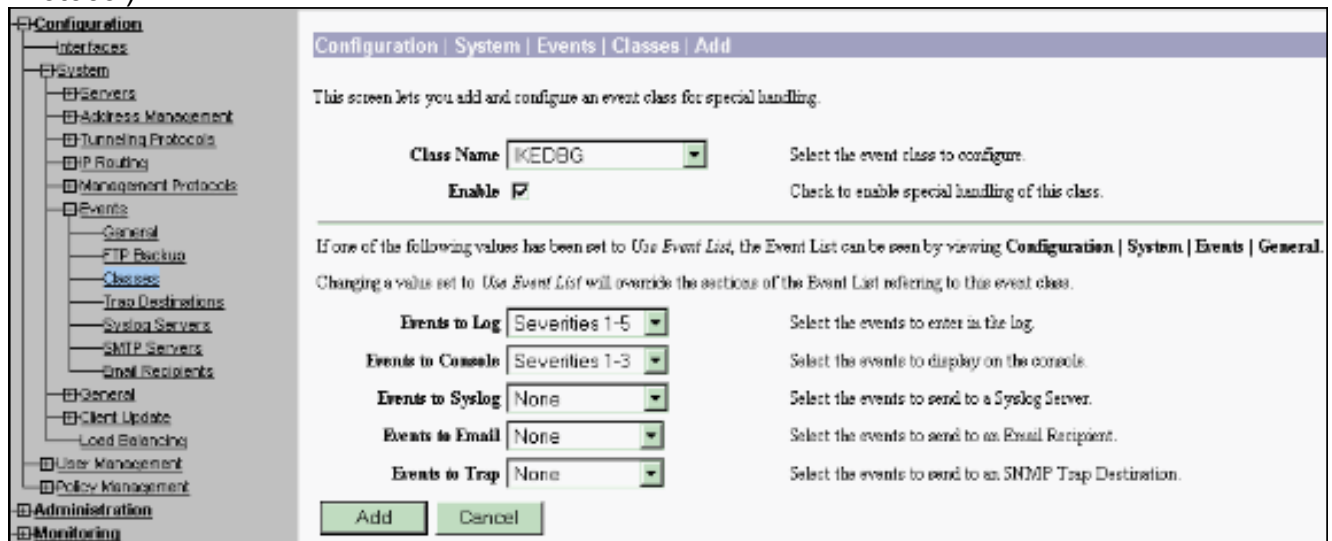 Configuration
Interfaces
System
Servers
Address Management
Tunneling Protocols
IP Routing
Management Protocols
Events
General
FTP Backup
Classes
Trap Destinations
Syslog Servers
SMTP Servers
Email Recipients
General
Client Update
Load Balancing
User Management
Policy Management
Administration
Monitoring
Configuration | System | Events | Classes | Add
This screen lets you add and configure an event class for special handling.
Class Name IKEDBG Select the event class to configure.
Enable Check to enable special handling of this class.
If one of the following values has been set to Use Event List, the Event List can be seen by viewing Configuration | System | Events | General.
Changing a value set to Use Event List will override the sections of the Event List referring to this event class.
Events to Log Severities 1-5 Select the events to enter in the log.
Events to Console Severities 1-3 Select the events to display on the console.
Events to Syslog None Select the events to send to a Syslog Server.
Events to Email None Select the events to send to an Email Recipient.
Events to Trap None Select the events to send to an SNMP Trap Destination.
Add Cancel